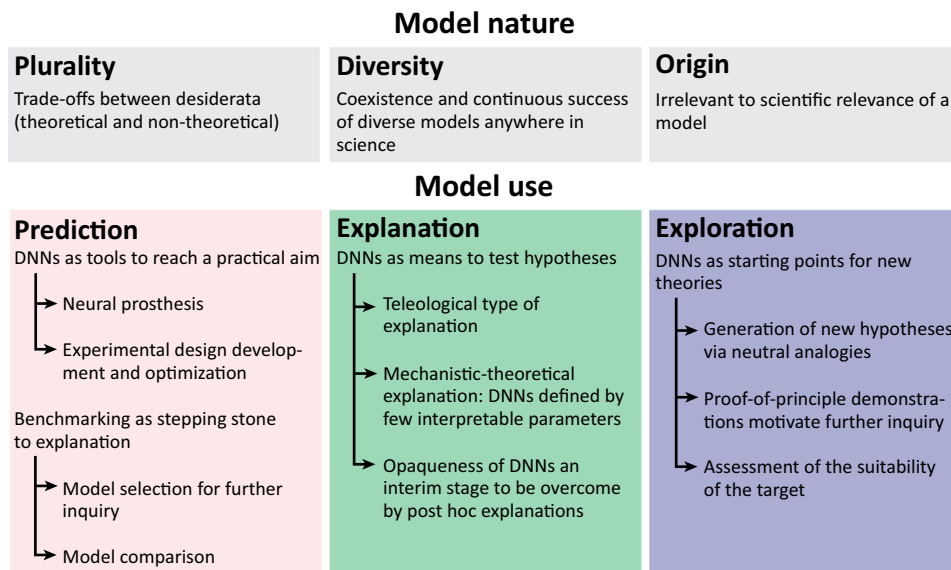 Model nature
Plurality
Trade-offs between desiderata
(theoretical and non-theoretical)
Diversity
Coexistence and continuous success
of diverse models anywhere in
science
Origin
Irrelevant to scientific relevance of a
model
Model use
Prediction
DNNs as tools to reach a practical aim
Neural prosthesis
Experimental design develop-
ment and optimization
Benchmarking as stepping stone
to explanation
Model selection for further
inquiry
Model comparison
Explanation
DNNs as means to test hypotheses
Teleological type of
explanation
Mechanistic-theoretical
explanation: DNNs defined by
few interpretable parameters
Opaqueness of DNNs an
interim stage to be overcome
by post hoc explanations
Exploration
DNNs as starting points for new
theories
Generation of new hypotheses
via neutral analogies
Proof-of-principle demonstra-
tions motivate further inquiry
Assessment of the suitability
of the target